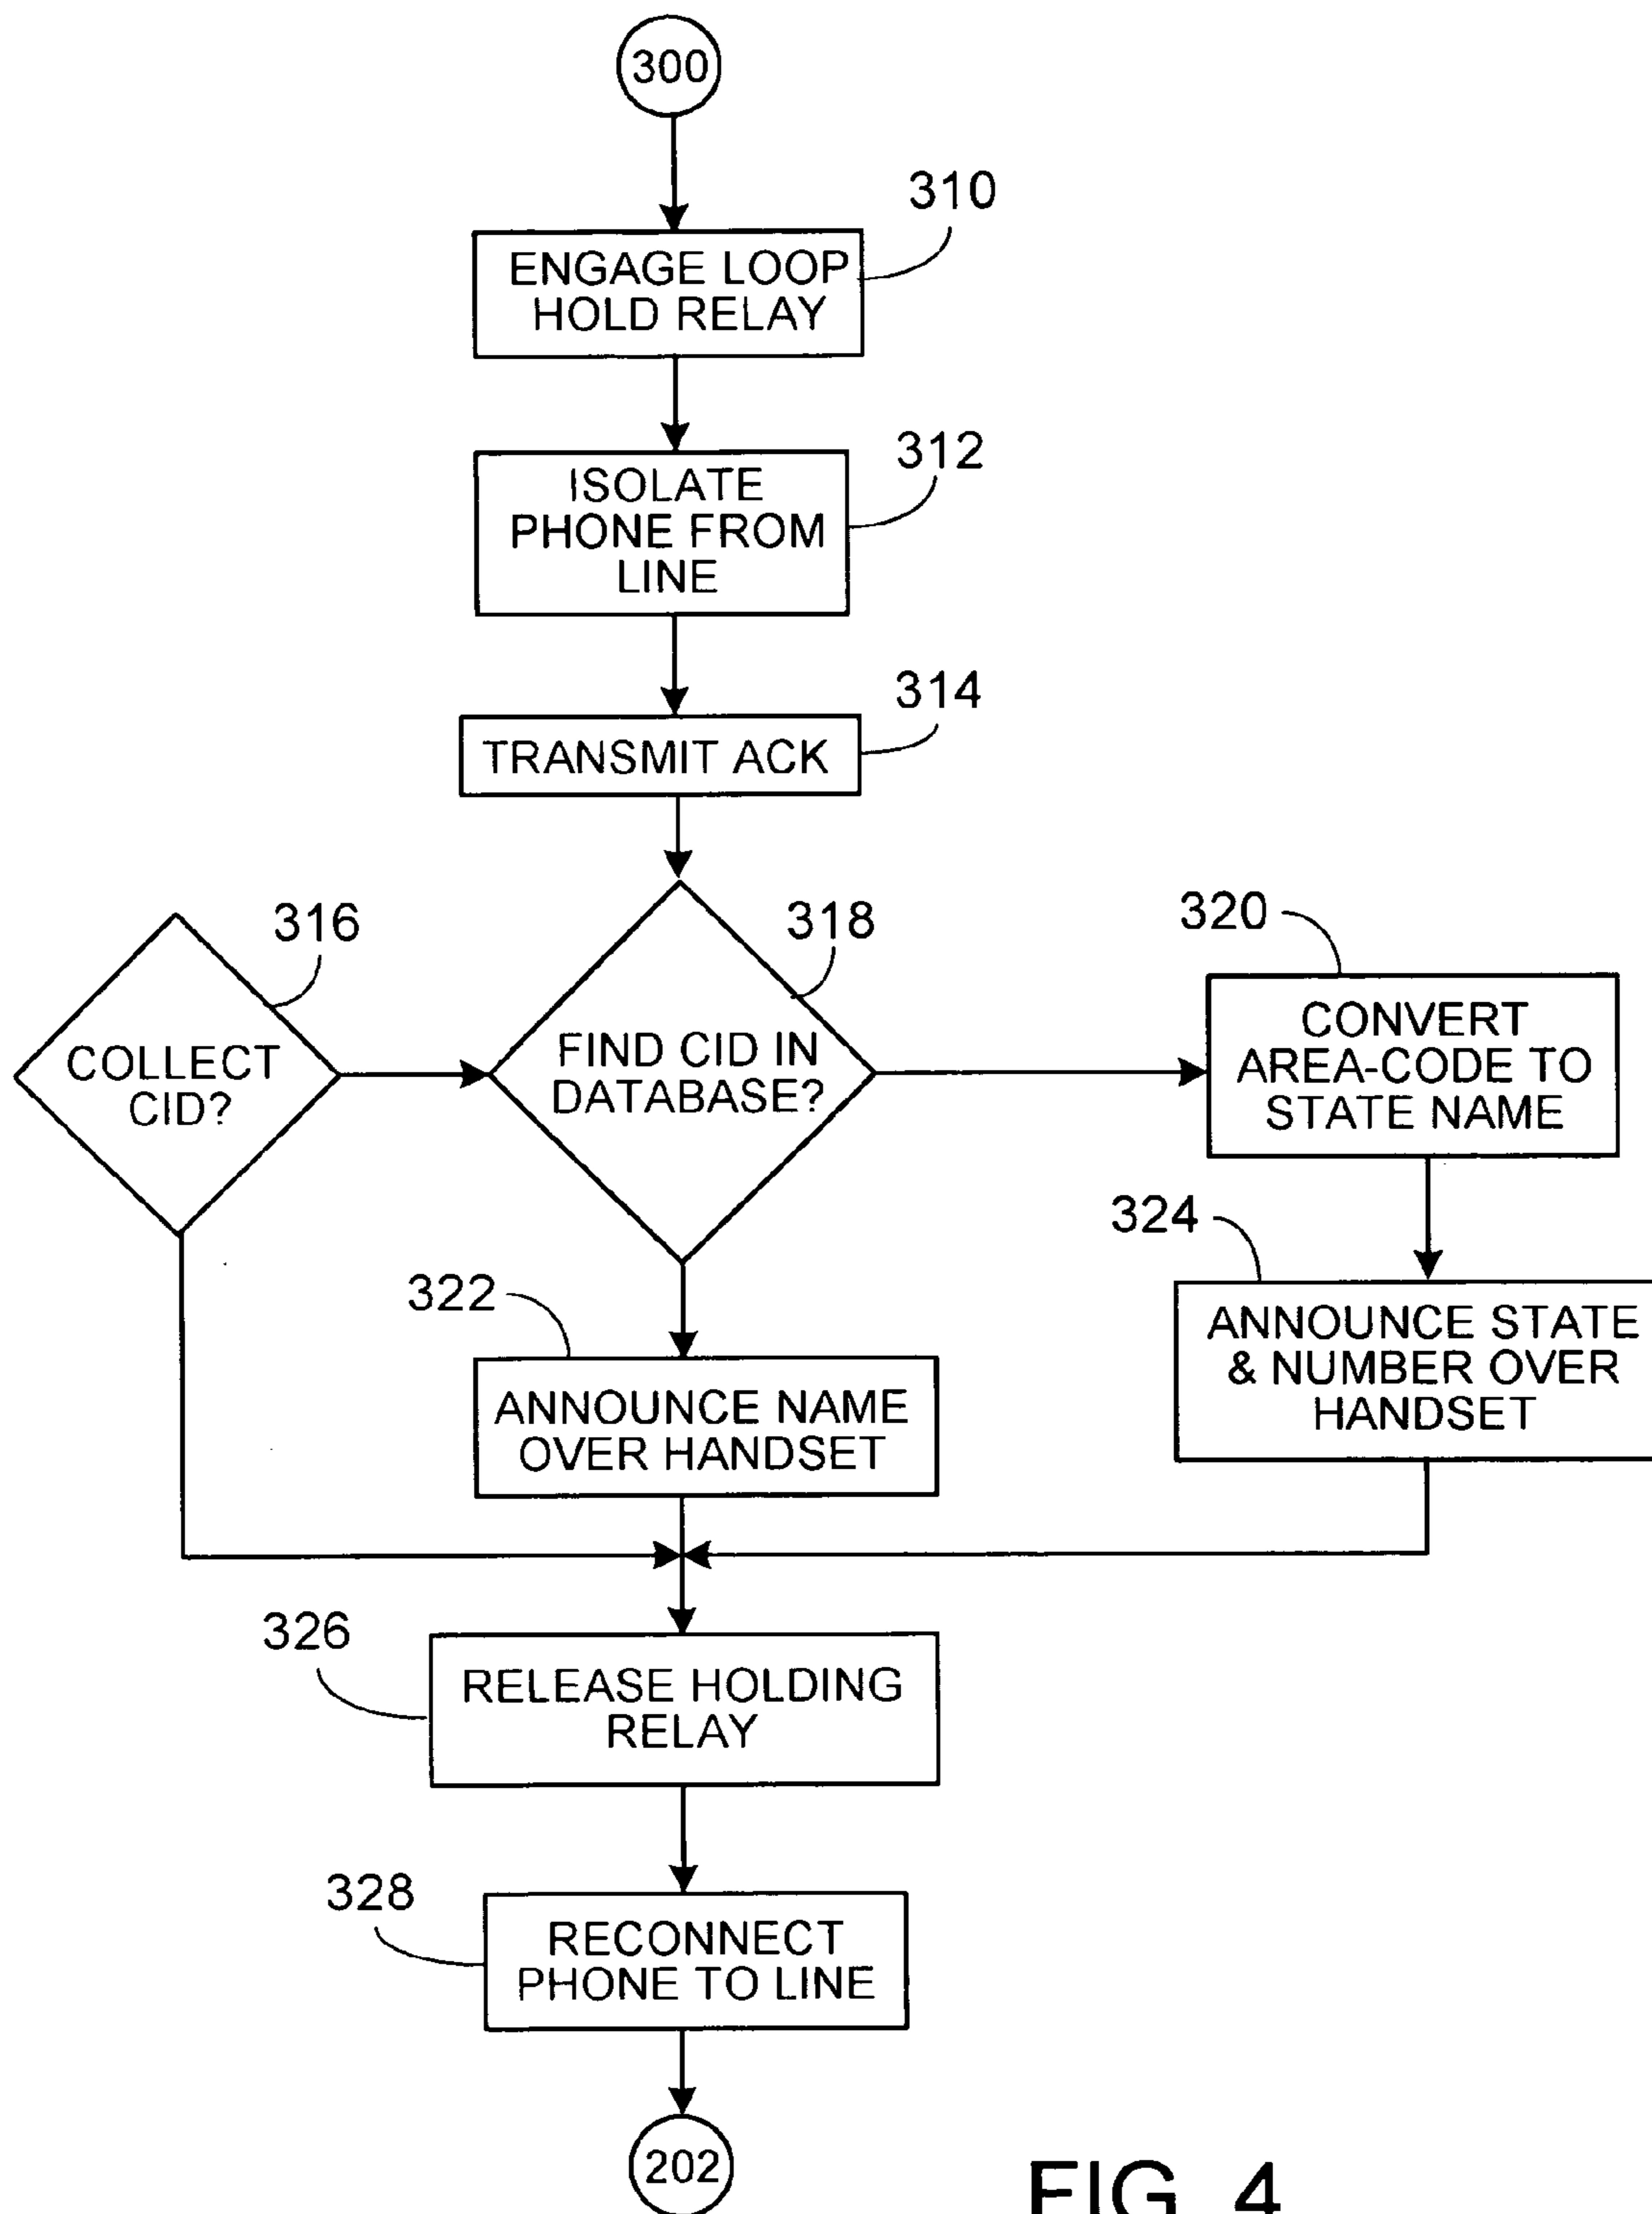 300
310
ENGAGE LOOP
HOLD RELAY
312
ISOLATE
PHONE FROM
LINE
314
TRANSMIT ACK
316
COLLECT
CID?
318
FIND CID IN
DATABASE?
320
CONVERT
AREA-CODE TO
STATE NAME
322
ANNOUNCE NAME
OVER HANDSET
324
ANNOUNCE STATE
& NUMBER OVER
HANDSET
326
RELEASE HOLDING
RELAY
328
RECONNECT
PHONE TO LINE
202
FIG. 4